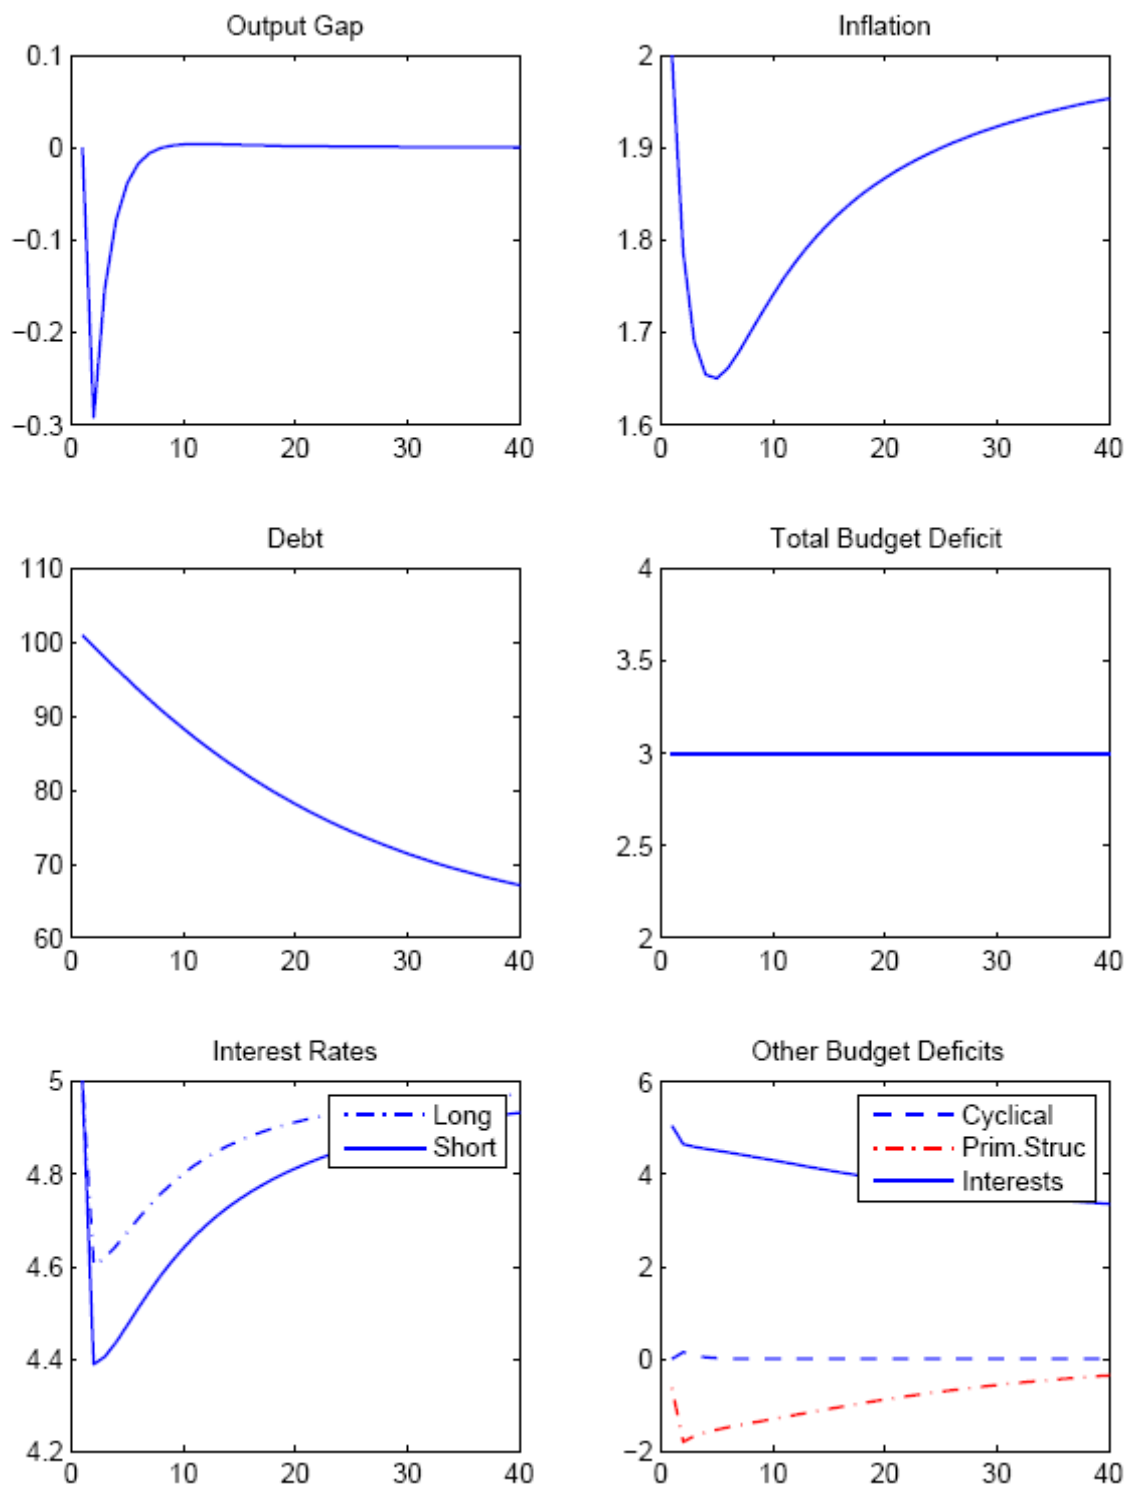 Output Gap
0.1
0
−0.1
−0.2
−0.3
0 10 20 30 40
Inflation
2
1.9
1.8
1.7
1.6
0 10 20 30 40
Debt
110
100
90
80
70
60
0 10 20 30 40
Total Budget Deficit
4
3.5
3
2.5
2
0 10 20 30 40
Interest Rates
5
4.8
4.6
4.4
4.2
0 10 20 30 40
Long
Short
Other Budget Deficits
6
4
2
0
−2
0 10 20 30 40
Cyclical
Prim.Struc
Interests